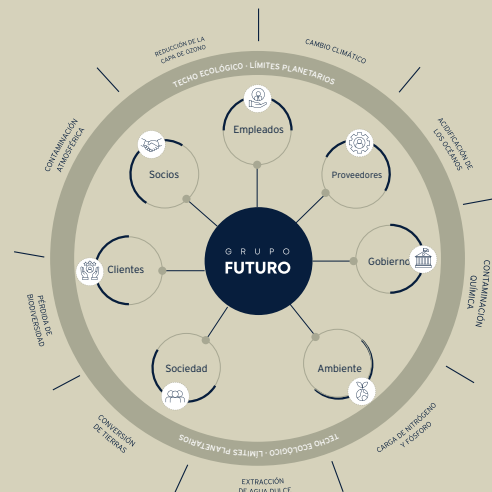 REDUCCIÓN DE LA
CAPA DE OZONO
CAMBIO CLIMÁTICO
TECHO ECOLÓGICO · LÍMITES PLANETARIOS
CONTAMINACIÓN
ATMOSFÉRICA
ACIDIFICACIÓN DE
LOS OCÉANOS
Empleados
Socios
Proveedores
GRUPO
FUTURO
Clientes
Gobierno
CONTAMINACIÓN
QUÍMICA
PÉRDIDA DE
BIODIVERSIDAD
Sociedad
Ambiente
CONVERSIÓN
DE TIERRAS
CARGA DE NITRÓGENO
Y FÓSFORO
TECHO ECOLÓGICO · LÍMITES PLANETARIOS
EXTRACCIÓN
DE AGUA DULCE